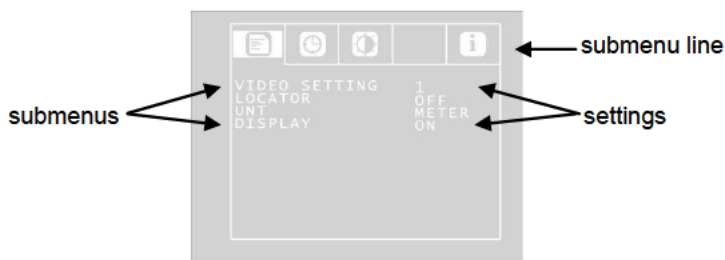 i
submenu line
VIDEO SETTING 1
LOCATOR OFF
UNT METER
DISPLAY ON
submenus
settings